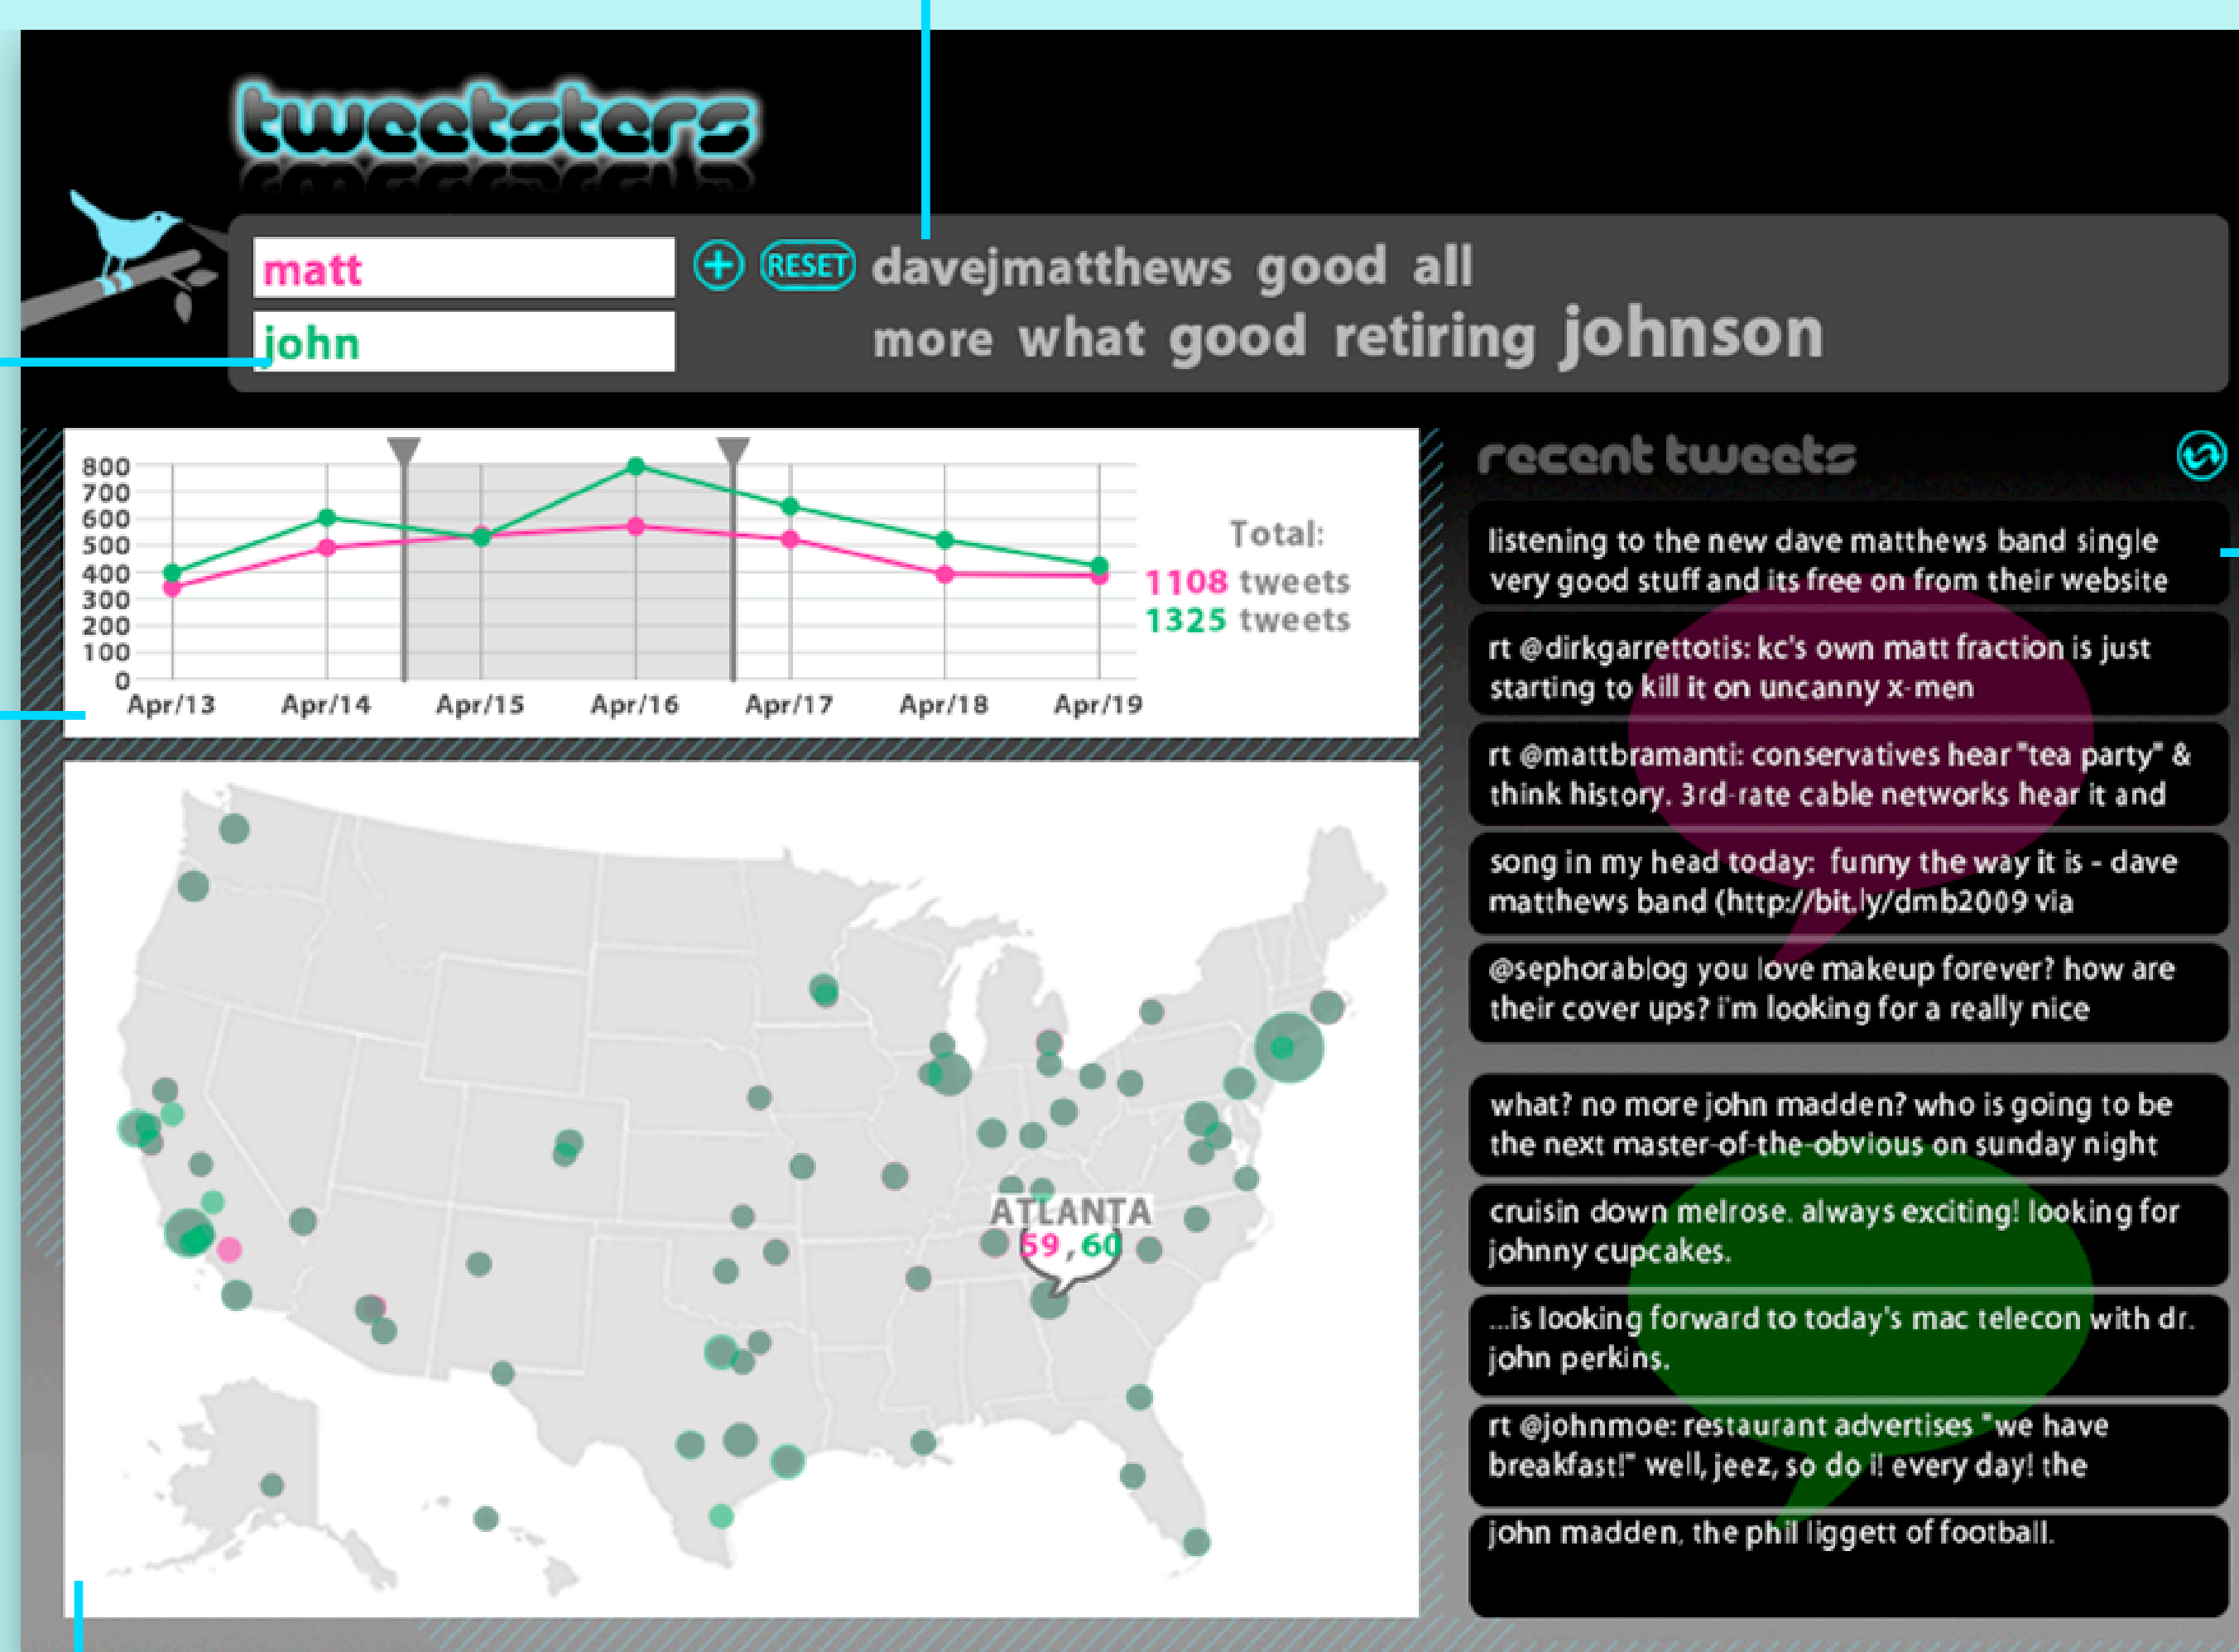 tweetsters
matt
RESET
davejmatthews good all
john
more what good retiring johnson
800
700
600
500
400
300
200
100
0
Apr/13 Apr/14 Apr/15 Apr/16 Apr/17 Apr/18 Apr/19
Total:
1108 tweets
1325 tweets
ATLANTA
59, 60
recent tweets
listening to the new dave matthews band single
very good stuff and its free on from their website
rt @dirkgarrettotis: kc's own matt fraction is just
starting to kill it on uncanny x-men
rt @mattbramanti: conservatives hear "tea party" &
think history. 3rd-rate cable networks hear it and
song in my head today: funny the way it is - dave
matthews band (http://bit.ly/dmb2009 via
@sephorablog you love makeup forever? how are
their cover ups? i'm looking for a really nice
what? no more john madden? who is going to be
the next master-of-the-obvious on sunday night
cruisin down melrose. always exciting! looking for
johnny cupcakes.
...is looking forward to today's mac telecon with dr.
john perkins.
rt @johnmoe: restaurant advertises "we have
breakfast!" well, jeez, so do i! every day! the
john madden, the phil liggett of football.